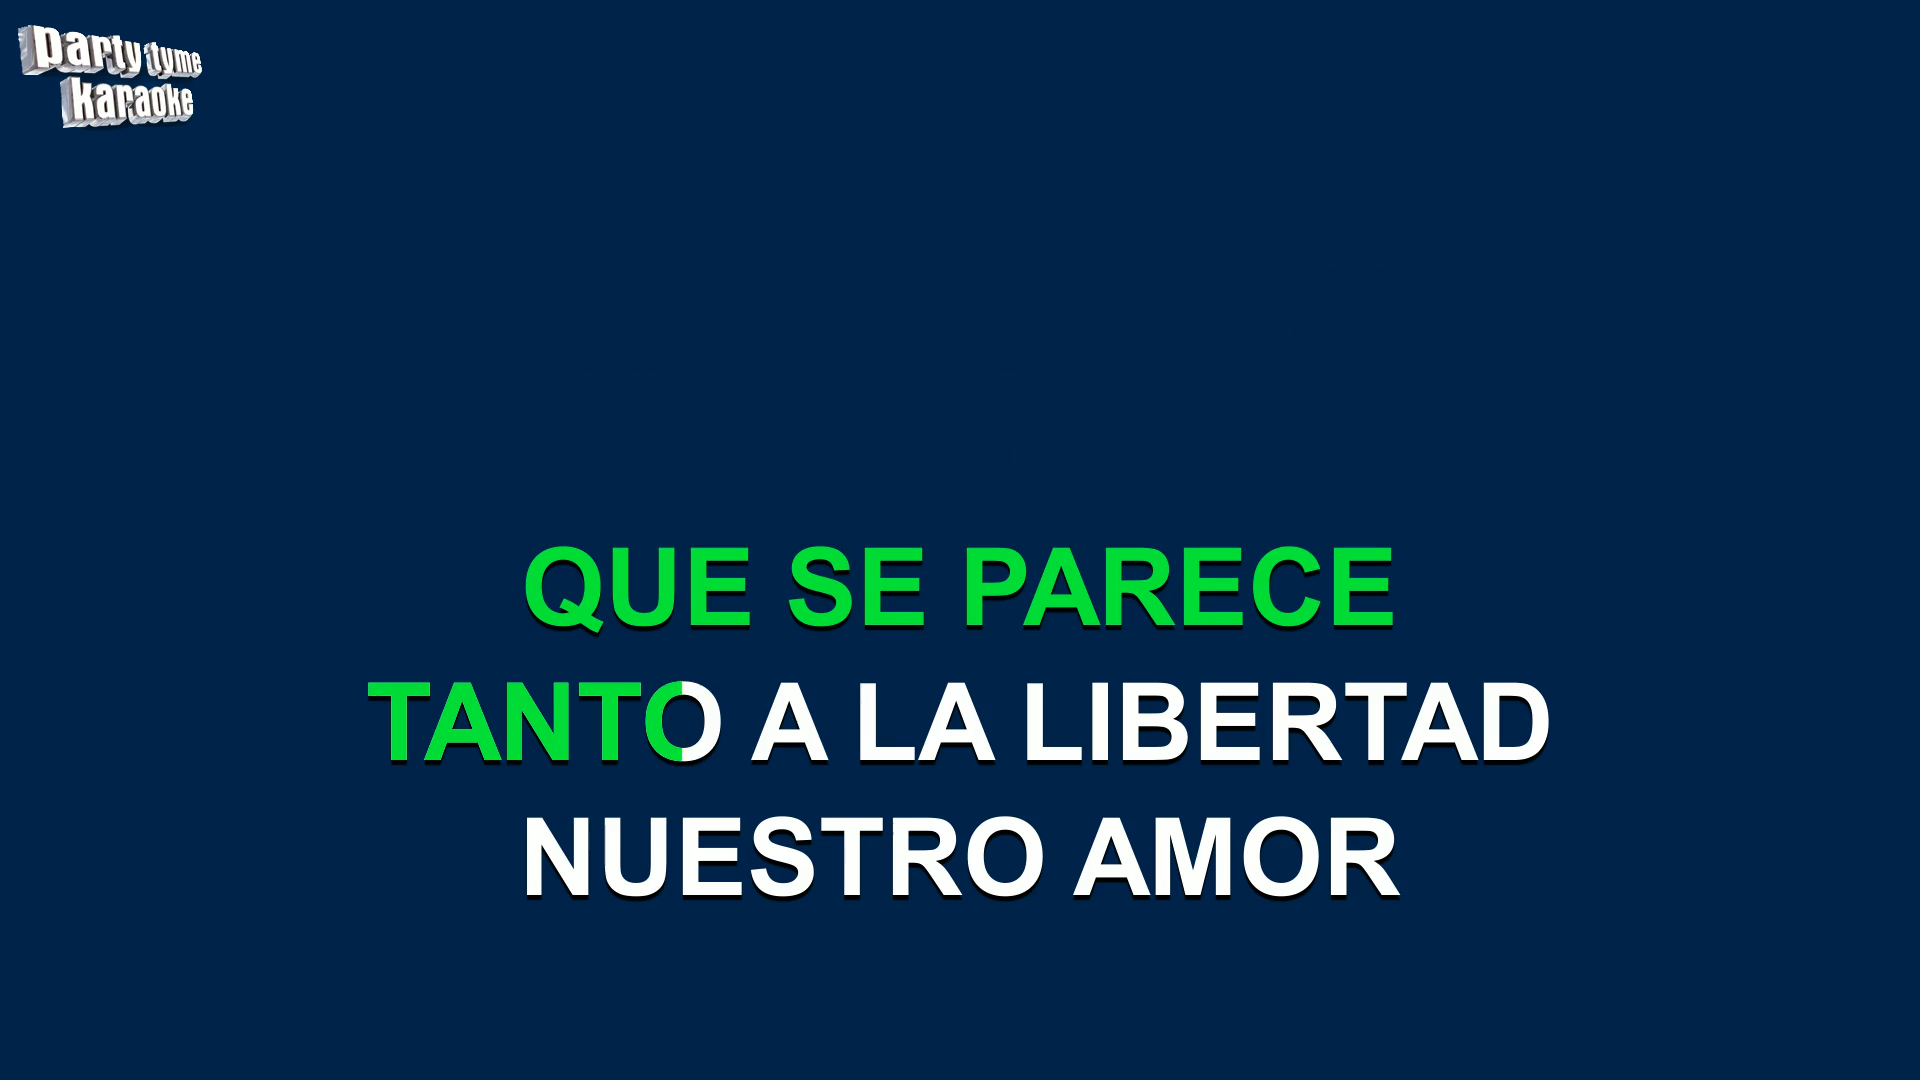 party tyme
karaoke
QUE SE PARECE
TANTO A LA LIBERTAD
NUESTRO AMOR